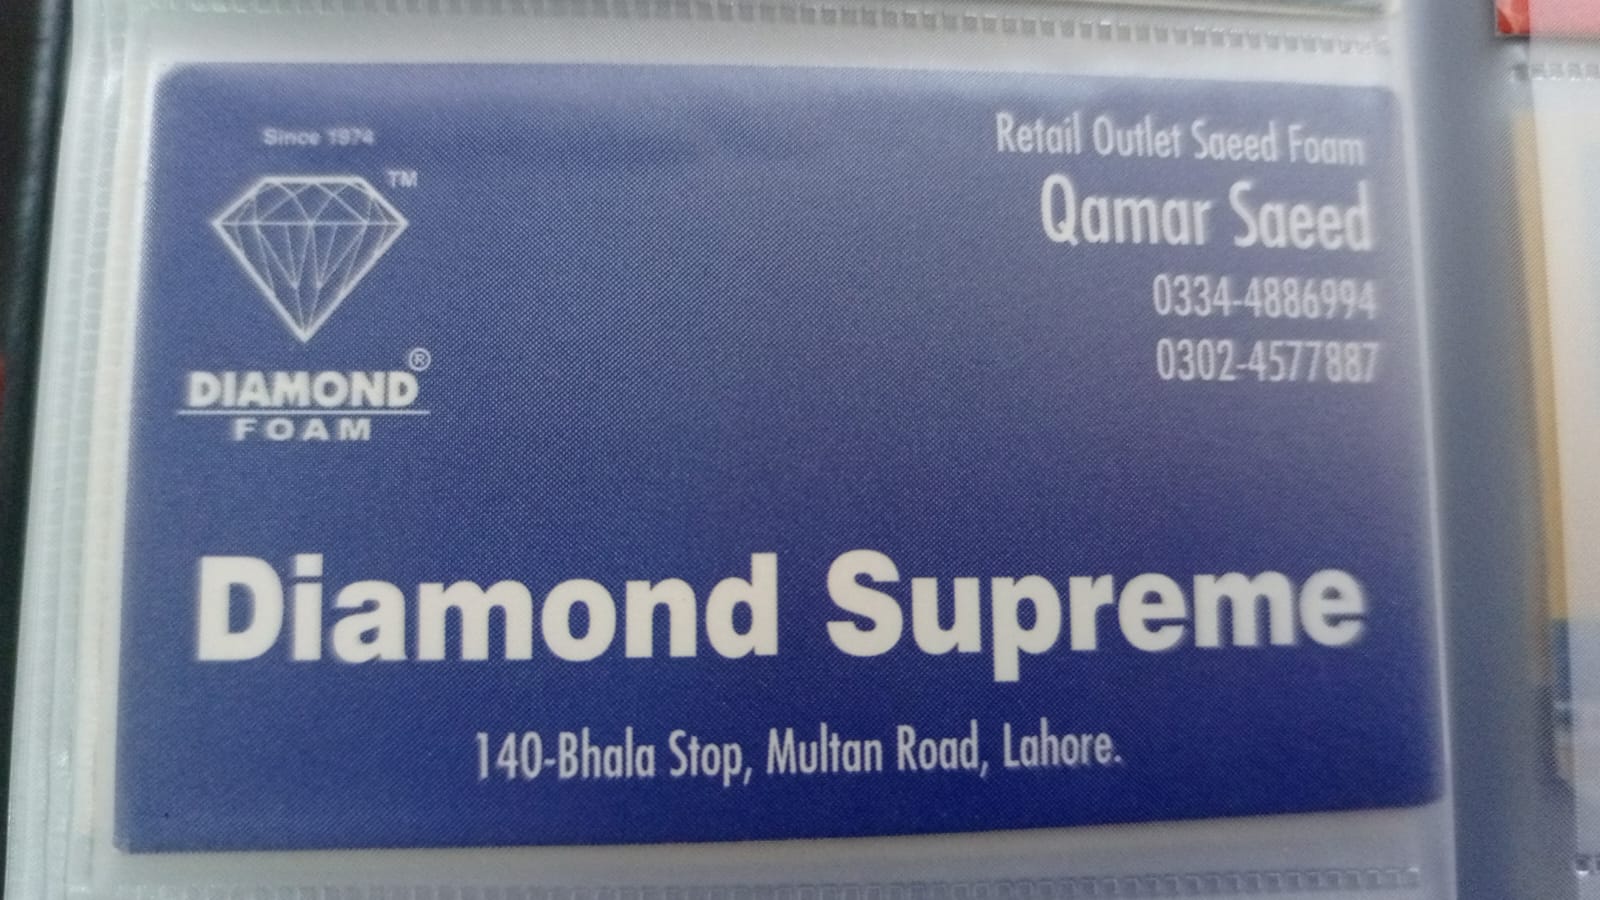 Since 1974
TM
®
DIAMOND
FOAM
Retail Outlet Saeed Foam
Qamar Saeed
0334-4886994
0302-4577887
Diamond Supreme
140-Bhala Stop, Multan Road, Lahore.